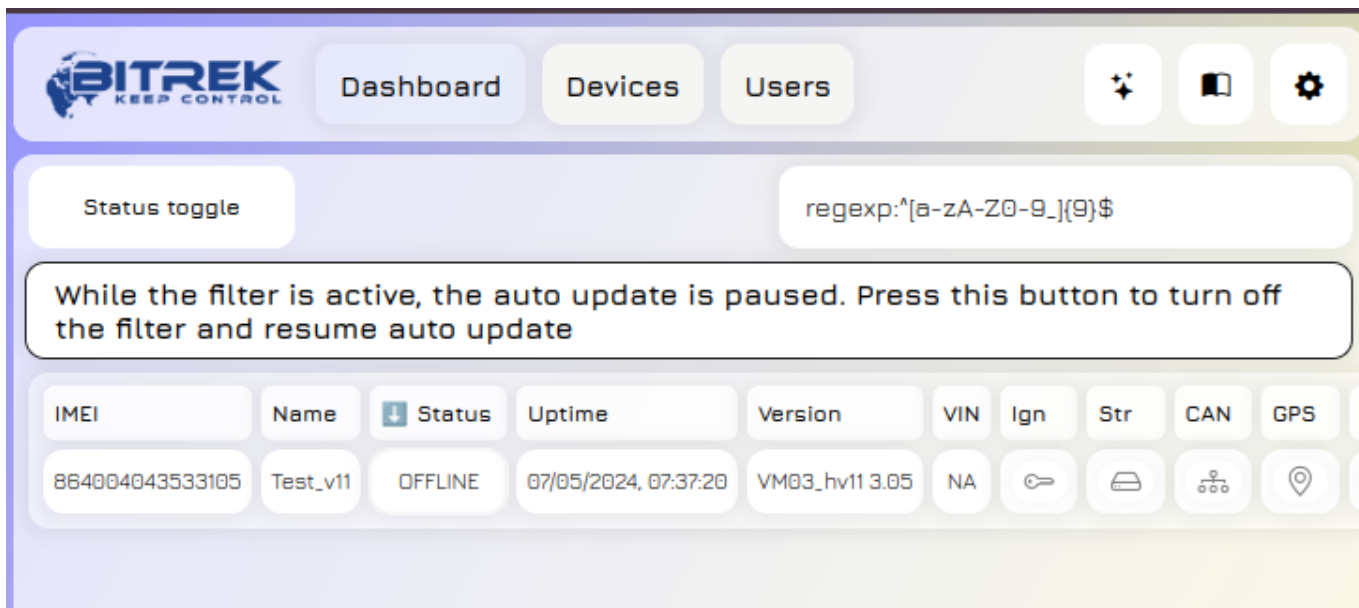 BITREK
KEEP CONTROL
Dashboard
Devices
Users
Status toggle
regexp:^[a-zA-Z0-9_]{9}$
While the filter is active, the auto update is paused. Press this button to turn off
the filter and resume auto update
IMEI Name ⬇️ Status Uptime Version VIN Ign Str CAN GPS
864004043533105 Test_v11 OFFLINE 07/05/2024, 07:37:20 VM03_hv11 3.05 NA